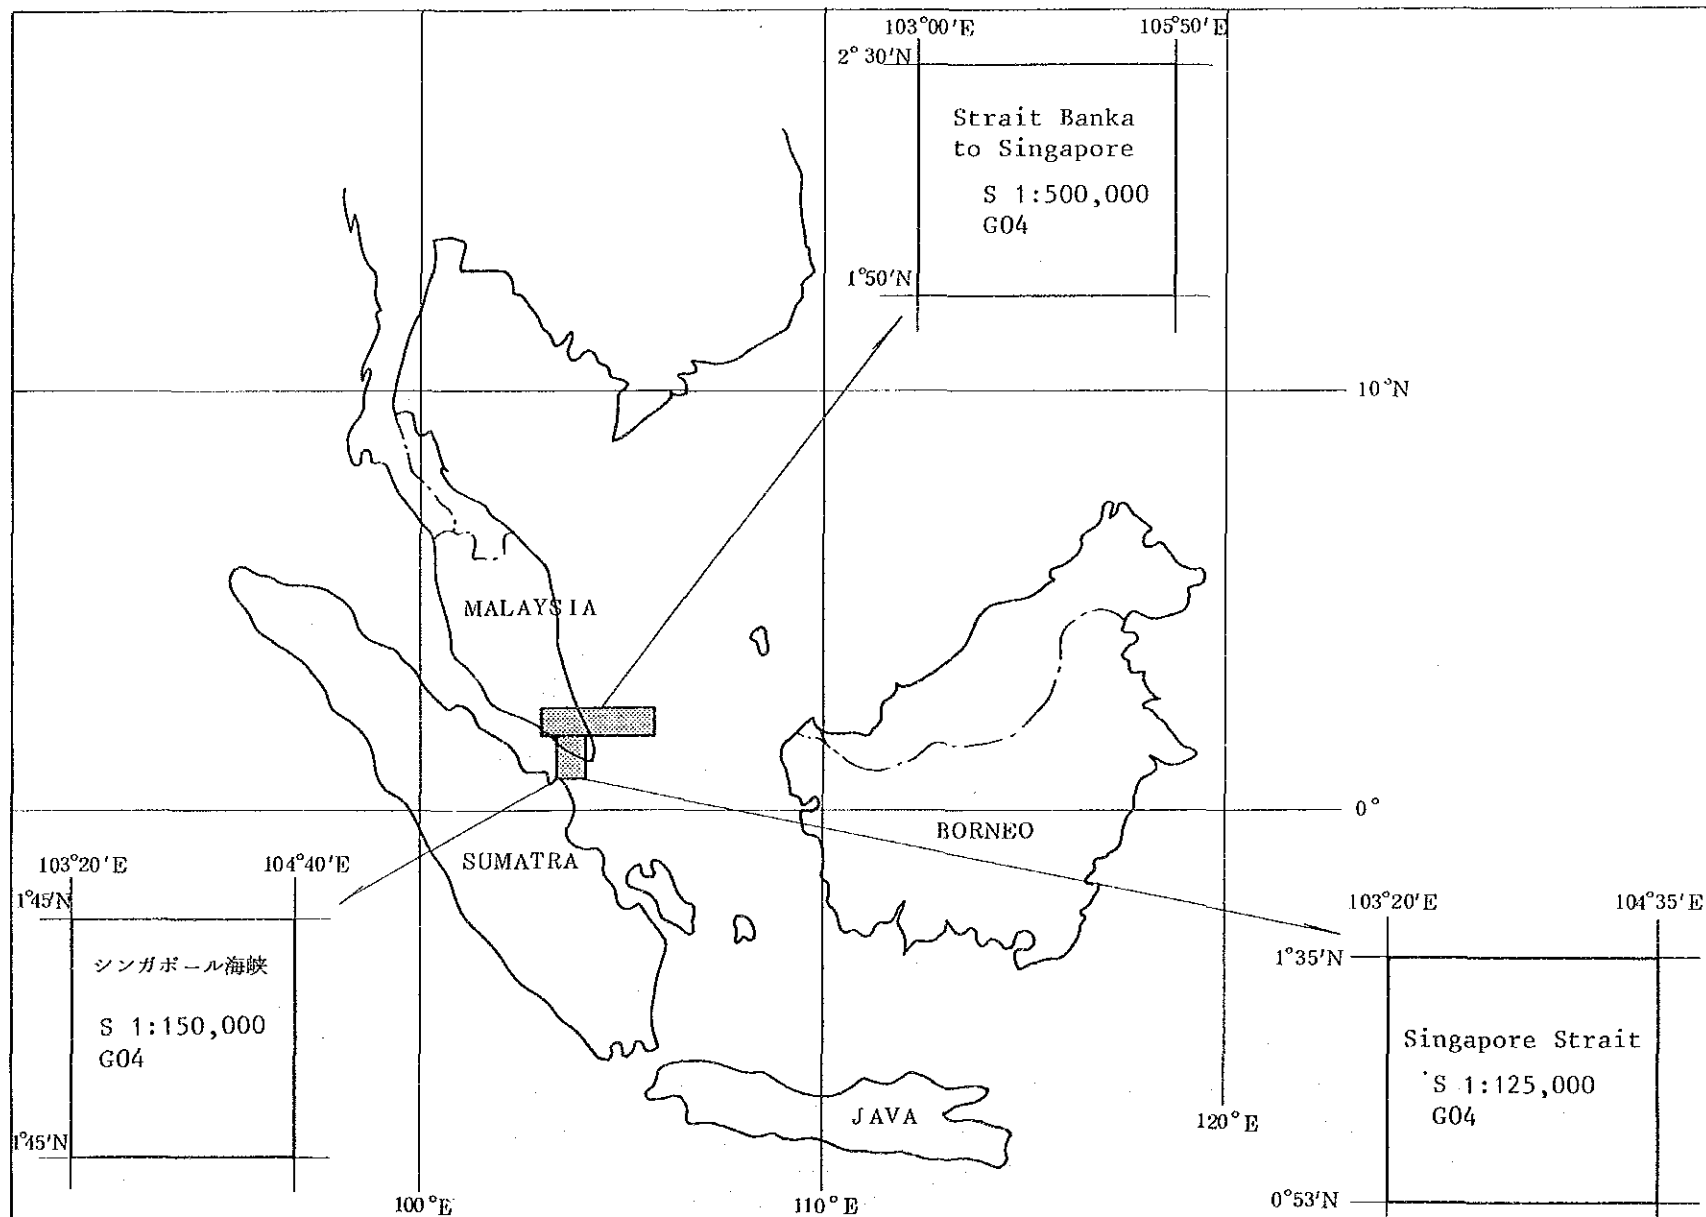 103°00'E
105°50'E
2°30'N
Strait Banka
to Singapore
S 1:500,000
G04
1°50'N
10°N
MALAYSIA
0°
BORNEO
SUMATRA
103°20'E
104°40'E
1°45'N
シンガポール海峡
S 1:150,000
G04
1°45'N
103°20'E
104°35'E
1°35'N
Singapore Strait
S 1:125,000
G04
0°53'N
JAVA
120°E
100°E
110°E